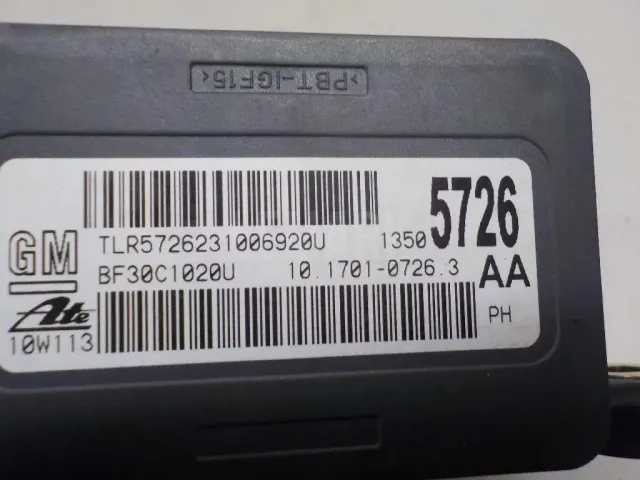 >PBT-IGF15<
GM
TLR5726231006920U 1350 5726
BF30C1020U 10.1701-0726.3 AA
Ate
10W113 PH